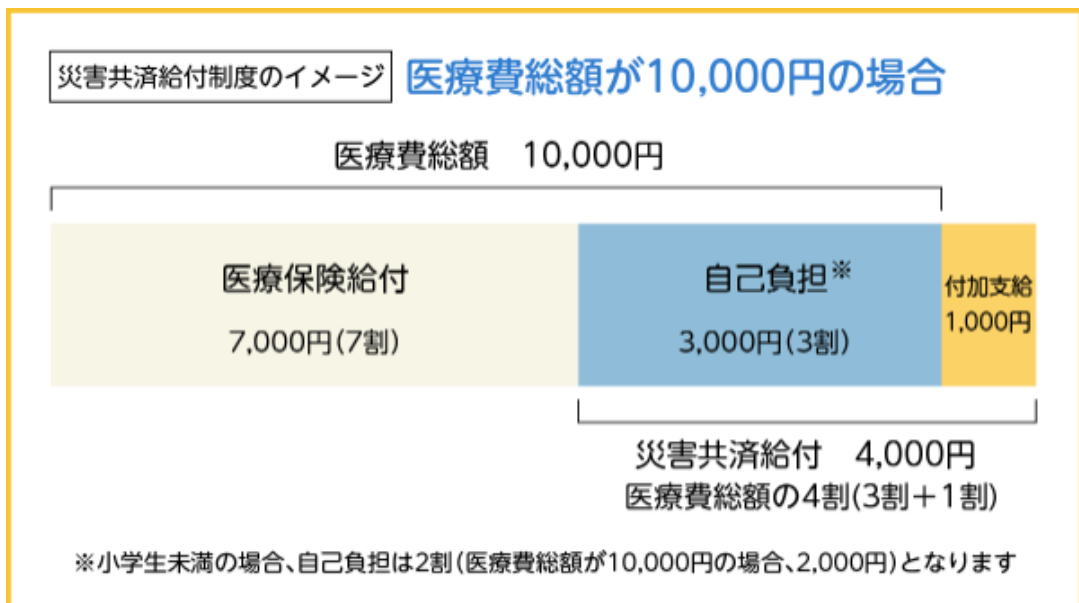 災害共済給付制度のイメージ 医療費総額が10,000円の場合
医療費総額　10,000円
医療保険給付
7,000円(7割)
自己負担※
3,000円(3割)
付加支給
1,000円
災害共済給付　4,000円
医療費総額の4割(3割＋1割)
※小学生未満の場合、自己負担は2割(医療費総額が10,000円の場合、2,000円)となります